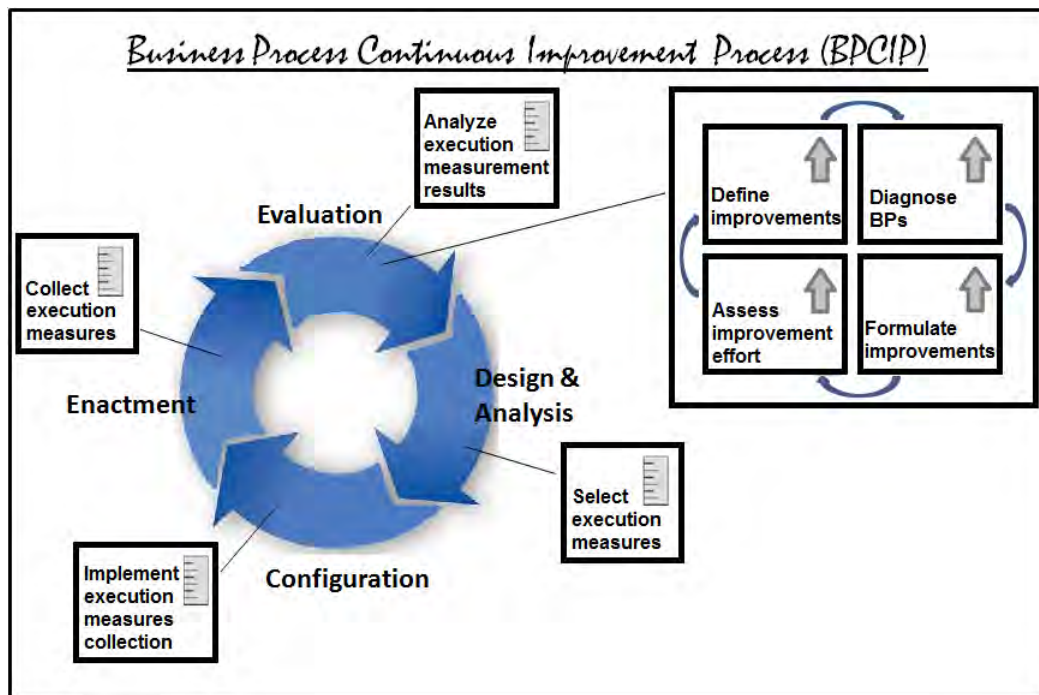 Business Process Continuous Improvement Process (BPCIP)
Analyze
execution
measurement
results
Define
improvements
Diagnose
BPs
Assess
improvement
effort
Formulate
improvements
Evaluation
Collect
execution
measures
Enactment
Design &
Analysis
Select
execution
measures
Configuration
Implement
execution
measures
collection